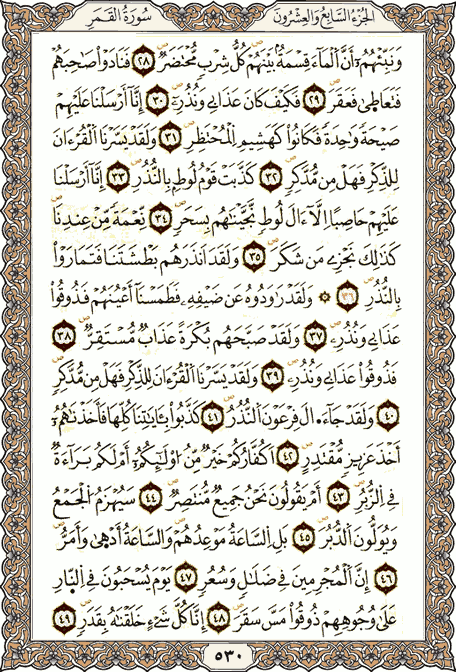 الجزء السابع والعشرون
سورة القمر
وَنَبِّئْهُمْ أَنَّ ٱلْمَآءَ قِسْمَةٌۢ بَيْنَهُمْ كُلُّ شِرْبٍ مُّحْتَضَرٌ ٢٨ فَنَادَوْا۟ صَاحِبَهُمْ
فَتَعَاطَىٰ فَعَقَرَ ٢٩ فَكَيْفَ كَانَ عَذَابِى وَنُذُرِ ٣٠ إِنَّآ أَرْسَلْنَا عَلَيْهِمْ
صَيْحَةً وَٰحِدَةً فَكَانُوا۟ كَهَشِيمِ ٱلْمُحْتَظِرِ ٣١ وَلَقَدْ يَسَّرْنَا ٱلْقُرْءَانَ
لِلذِّكْرِ فَهَلْ مِن مُّدَّكِرٍ ٣٢ كَذَّبَتْ قَوْمُ لُوطٍۭ بِٱلنُّذُرِ ٣٣ إِنَّآ أَرْسَلْنَا
عَلَيْهِمْ حَاصِبًا إِلَّآ ءَالَ لُوطٍ نَّجَّيْنَٰهُم بِسَحَرٍ ٣٤ نِّعْمَةً مِّنْ عِندِنَا
كَذَٰلِكَ نَجْزِى مَن شَكَرَ ٣٥ وَلَقَدْ أَنذَرَهُم بَطْشَتَنَا فَتَمَارَوْا۟
بِٱلنُّذُرِ ٣٦ وَلَقَدْ رَٰوَدُوهُ عَن ضَيْفِهِۦ فَطَمَسْنَآ أَعْيُنَهُمْ فَذُوقُوا۟
عَذَابِى وَنُذُرِ ٣٧ وَلَقَدْ صَبَّحَهُم بُكْرَةً عَذَابٌ مُّسْتَقِرٌّ ٣٨
فَذُوقُوا۟ عَذَابِى وَنُذُرِ ٣٩ وَلَقَدْ يَسَّرْنَا ٱلْقُرْءَانَ لِلذِّكْرِ فَهَلْ مِن مُّدَّكِرٍ
٤٠ وَلَقَدْ جَآءَ ءَالَ فِرْعَوْنَ ٱلنُّذُرُ ٤١ كَذَّبُوا۟ بِـَٔايَٰتِنَا كُلِّهَا فَأَخَذْنَٰهُمْ
أَخْذَ عَزِيزٍ مُّقْتَدِرٍ ٤٢ أَكُفَّارُكُمْ خَيْرٌ مِّنْ أُو۟لَٰٓئِكُمْ أَمْ لَكُم بَرَآءَةٌ
فِى ٱلزُّبُرِ ٤٣ أَمْ يَقُولُونَ نَحْنُ جَمِيعٌ مُّنتَصِرٌ ٤٤ سَيُهْزَمُ ٱلْجَمْعُ
وَيُوَلُّونَ ٱلدُّبُرَ ٤٥ بَلِ ٱلسَّاعَةُ مَوْعِدُهُمْ وَٱلسَّاعَةُ أَدْهَىٰ وَأَمَرُّ
٤٦ إِنَّ ٱلْمُجْرِمِينَ فِى ضَلَٰلٍ وَسُعُرٍ ٤٧ يَوْمَ يُسْحَبُونَ فِى ٱلنَّارِ
عَلَىٰ وُجُوهِهِمْ ذُوقُوا۟ مَسَّ سَقَرَ ٤٨ إِنَّا كُلَّ شَىْءٍ خَلَقْنَٰهُ بِقَدَرٍ ٤٩
٥٣٠